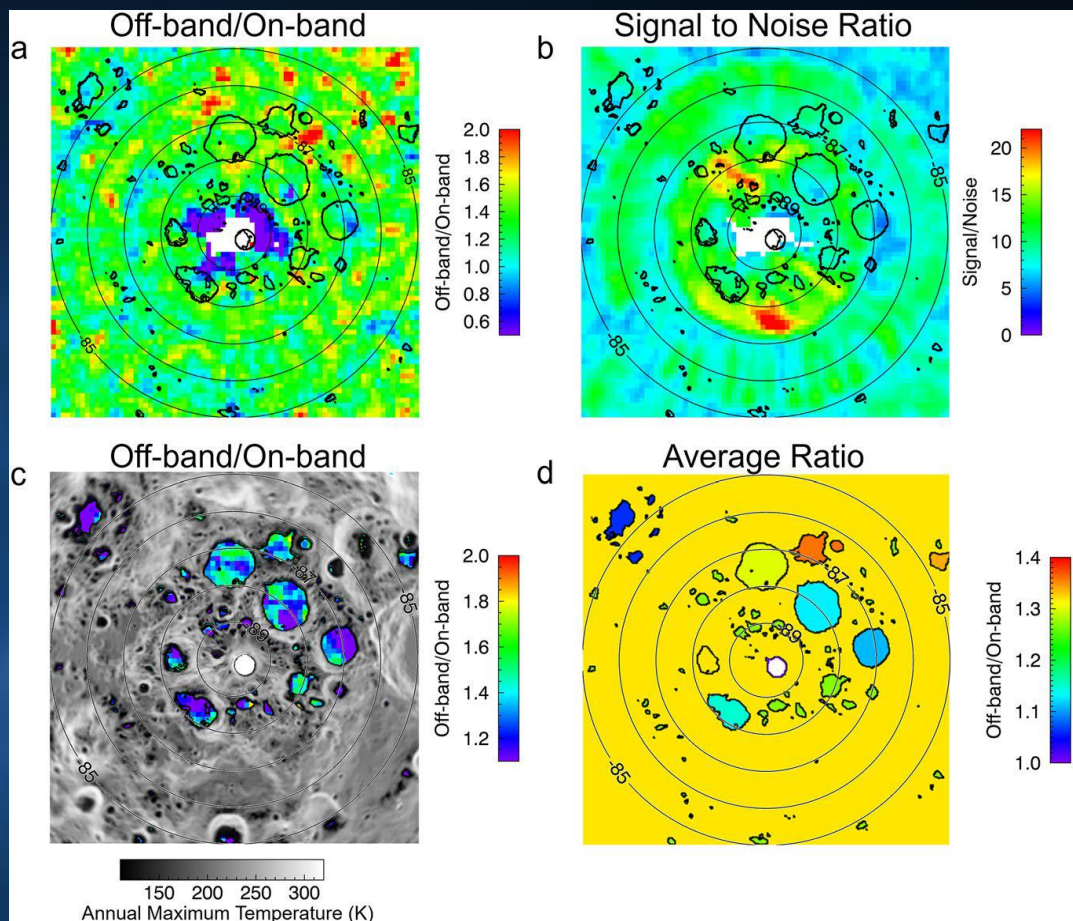 a
Off-band/On-band
-85
-87
-89
-85
2.0
1.8
1.6
1.4
1.2
1.0
0.8
0.6
Off-band/On-band
b
Signal to Noise Ratio
-85
-87
-89
-85
20
15
10
5
0
Signal/Noise
c
Off-band/On-band
-85
-87
-89
-85
2.0
1.8
1.6
1.4
1.2
Off-band/On-band
150 200 250 300
Annual Maximum Temperature (K)
d
Average Ratio
-85
-87
-89
-85
1.4
1.3
1.2
1.1
1.0
Off-band/On-band